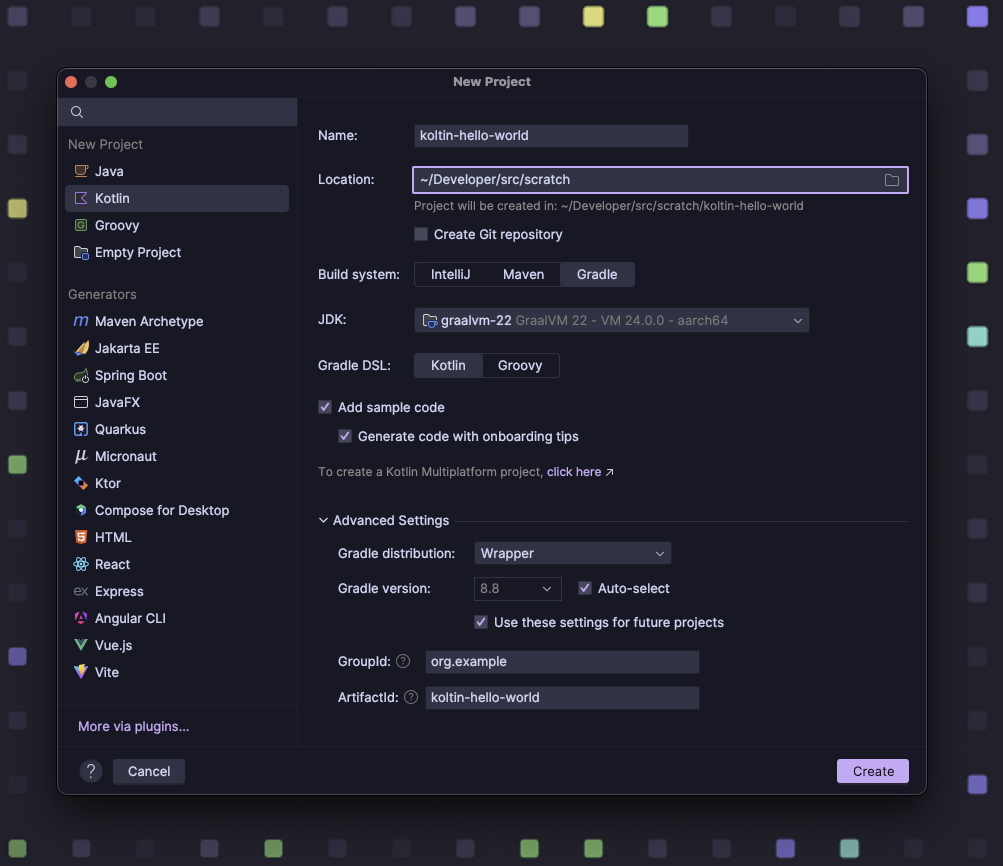 New Project
New Project
Java
Kotlin
Groovy
Empty Project
Generators
Maven Archetype
Jakarta EE
Spring Boot
JavaFX
Quarkus
Micronaut
Ktor
Compose for Desktop
HTML
React
Express
Angular CLI
Vue.js
Vite
More via plugins...
Name: koltin-hello-world
Location: ~/Developer/src/scratch
Project will be created in: ~/Developer/src/scratch/koltin-hello-world
Create Git repository
Build system: IntelliJ Maven Gradle
JDK: graalvm-22 GraalVM 22 - VM 24.0.0 - aarch64
Gradle DSL: Kotlin Groovy
Add sample code
Generate code with onboarding tips
To create a Kotlin Multiplatform project, click here ↗
Advanced Settings
Gradle distribution: Wrapper
Gradle version: 8.8 Auto-select
Use these settings for future projects
GroupId: ? org.example
ArtifactId: ? koltin-hello-world
? Cancel Create